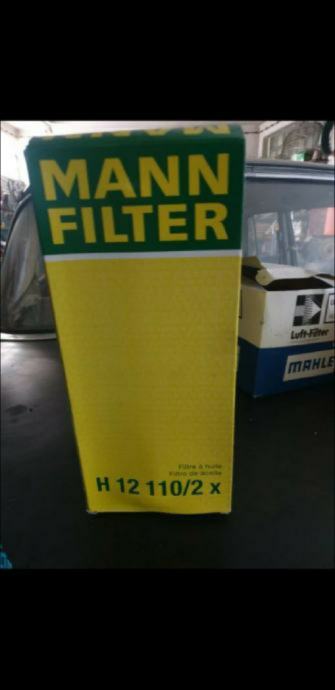 MANN
FILTER
Filtre à huile
Filtro de aceite
H 12 110/2 x
Luft-Filter
MAHLE